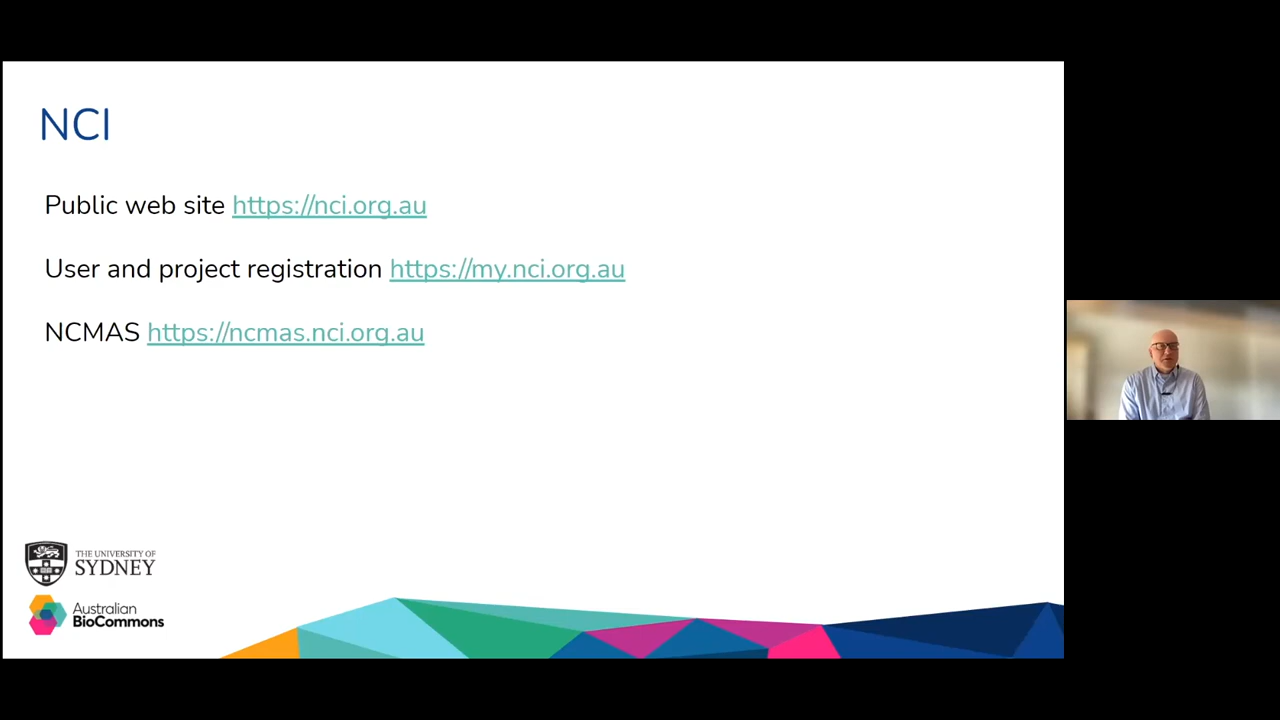 NCI
Public web site https://nci.org.au
User and project registration https://my.nci.org.au
NCMAS https://ncmas.nci.org.au
THE UNIVERSITY OF
SYDNEY
Australian
BioCommons